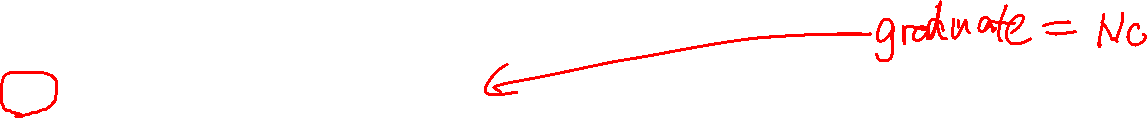 graduate = No